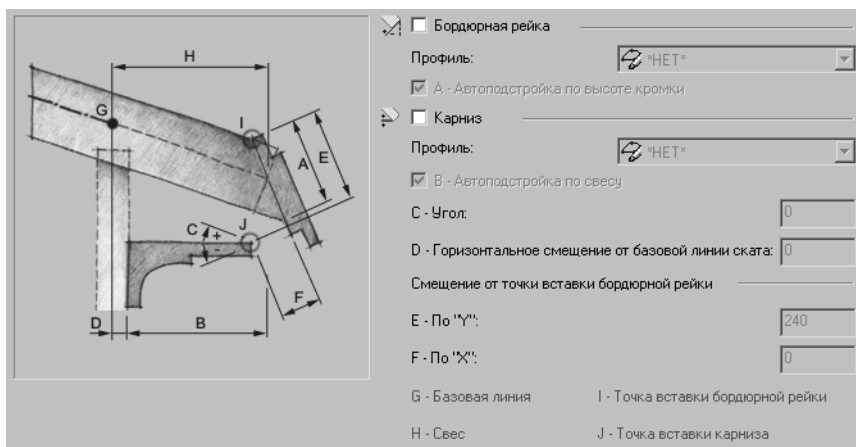 H
G
I
A
E
J
C
+
-
F
D
B
Бордюрная рейка
Профиль:
*НЕТ*
A - Автоподстройка по высоте кромки
Карниз
Профиль:
*НЕТ*
B - Автоподстройка по свесу
C - Угол:
0
D - Горизонтальное смещение от базовой линии ската:
0
Смещение от точки вставки бордюрной рейки
E - По "Y":
240
F - По "X":
0
G - Базовая линия
I - Точка вставки бордюрной рейки
H - Свес
J - Точка вставки карниза